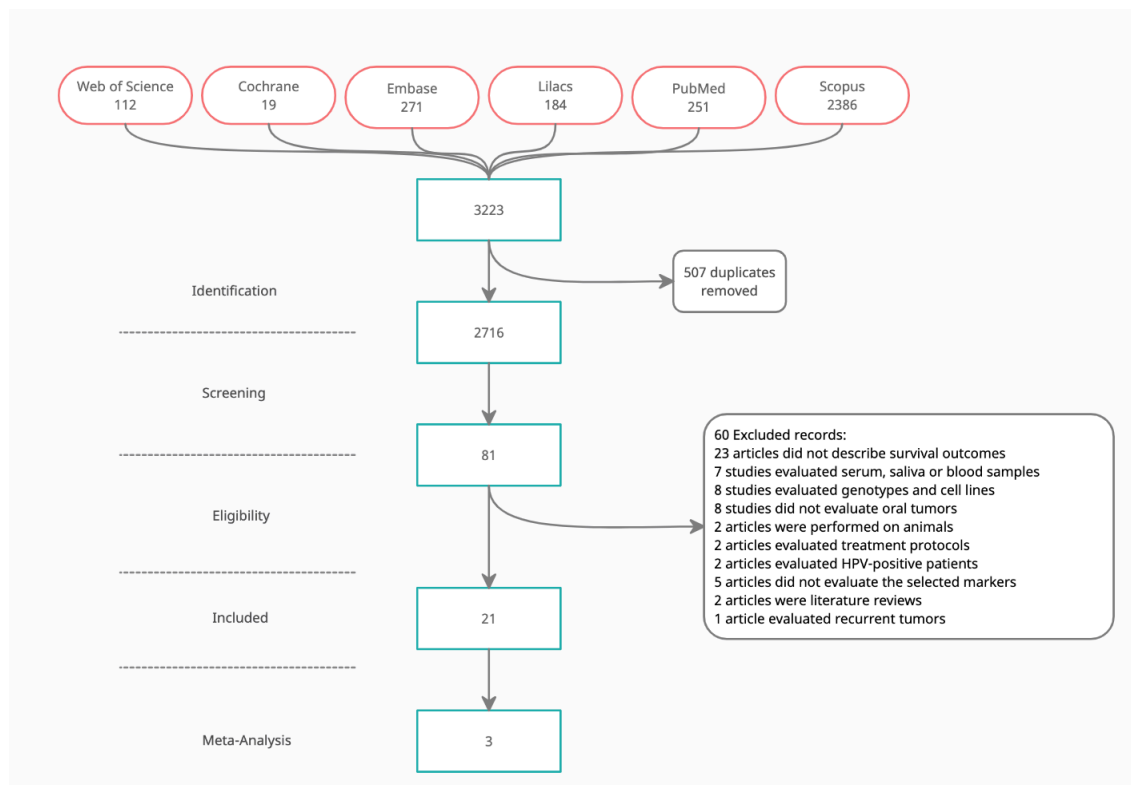 Web of Science
112
Cochrane
19
Embase
271
Lilacs
184
PubMed
251
Scopus
2386
3223
507 duplicates
removed
Identification
2716
Screening
81
60 Excluded records:
23 articles did not describe survival outcomes
7 studies evaluated serum, saliva or blood samples
8 studies evaluated genotypes and cell lines
8 studies did not evaluate oral tumors
2 articles were performed on animals
2 articles evaluated treatment protocols
2 articles evaluated HPV-positive patients
5 articles did not evaluate the selected markers
2 articles were literature reviews
1 article evaluated recurrent tumors
Eligibility
Included
21
Meta-Analysis
3